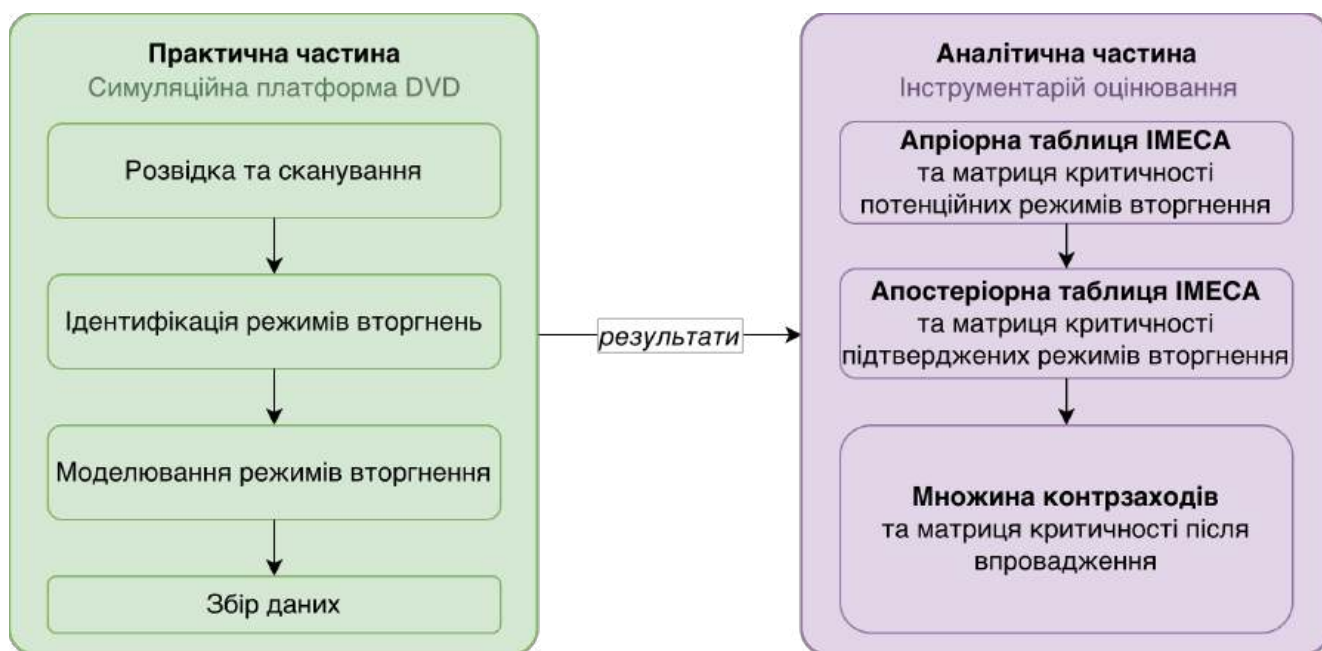 Практична частина
Симуляційна платформа DVD
Розвідка та сканування
Ідентифікація режимів вторгнень
Моделювання режимів вторгнення
Збір даних
результати
Аналітична частина
Інструментарій оцінювання
Апріорна таблиця IMECA
та матриця критичності
потенційних режимів вторгнення
Апостеріорна таблиця IMECA
та матриця критичності
підтверджених режимів вторгнення
Множина контрзаходів
та матриця критичності після
впровадження